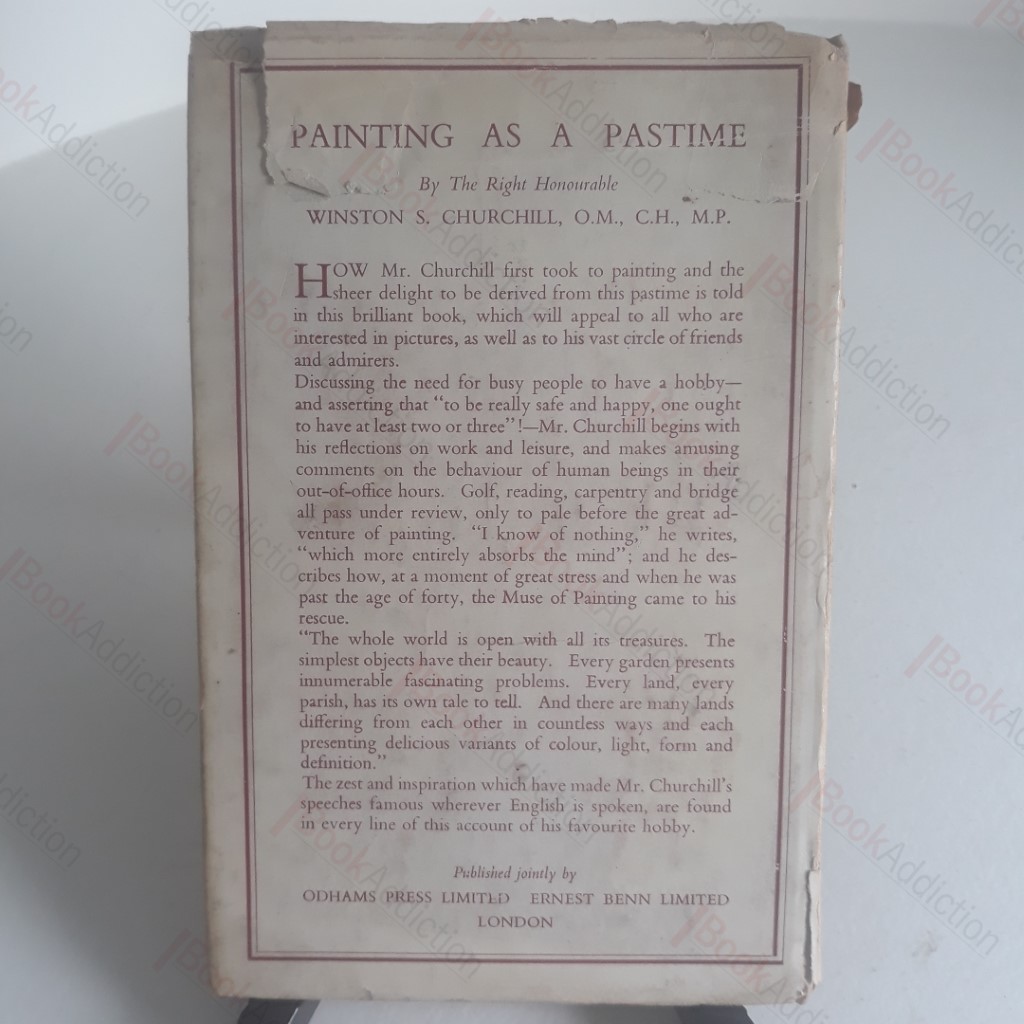 PAINTING AS A PASTIME
By The Right Honourable
WINSTON S. CHURCHILL, O.M., C.H., M.P.
HOW Mr. Churchill first took to painting and the
sheer delight to be derived from this pastime is told
in this brilliant book, which will appeal to all who are
interested in pictures, as well as to his vast circle of friends
and admirers.
Discussing the need for busy people to have a hobby—
and asserting that “to be really safe and happy, one ought
to have at least two or three”!—Mr. Churchill begins with
his reflections on work and leisure, and makes amusing
comments on the behaviour of human beings in their
out-of-office hours. Golf, reading, carpentry and bridge
all pass under review, only to pale before the great ad-
venture of painting. “I know of nothing,” he writes,
“which more entirely absorbs the mind”; and he des-
cribes how, at a moment of great stress and when he was
past the age of forty, the Muse of Painting came to his
rescue.
“The whole world is open with all its treasures. The
simplest objects have their beauty. Every garden presents
innumerable fascinating problems. Every land, every
parish, has its own tale to tell. And there are many lands
differing from each other in countless ways and each
presenting delicious variants of colour, light, form and
definition.”
The zest and inspiration which have made Mr. Churchill’s
speeches famous wherever English is spoken, are found
in every line of this account of his favourite hobby.
Published jointly by
ODHAMS PRESS LIMITED ERNEST BENN LIMITED
LONDON
BookAddiction